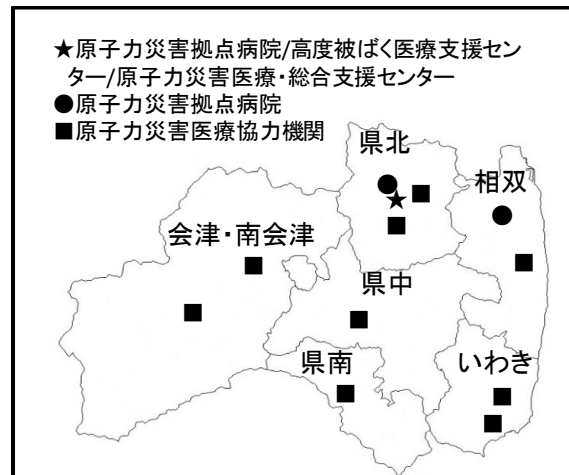 ★原子力災害拠点病院/高度被ばく医療支援セン
ター/原子力災害医療・総合支援センター
●原子力災害拠点病院
■原子力災害医療協力機関
県北
相双
会津・南会津
県中
県南
いわき